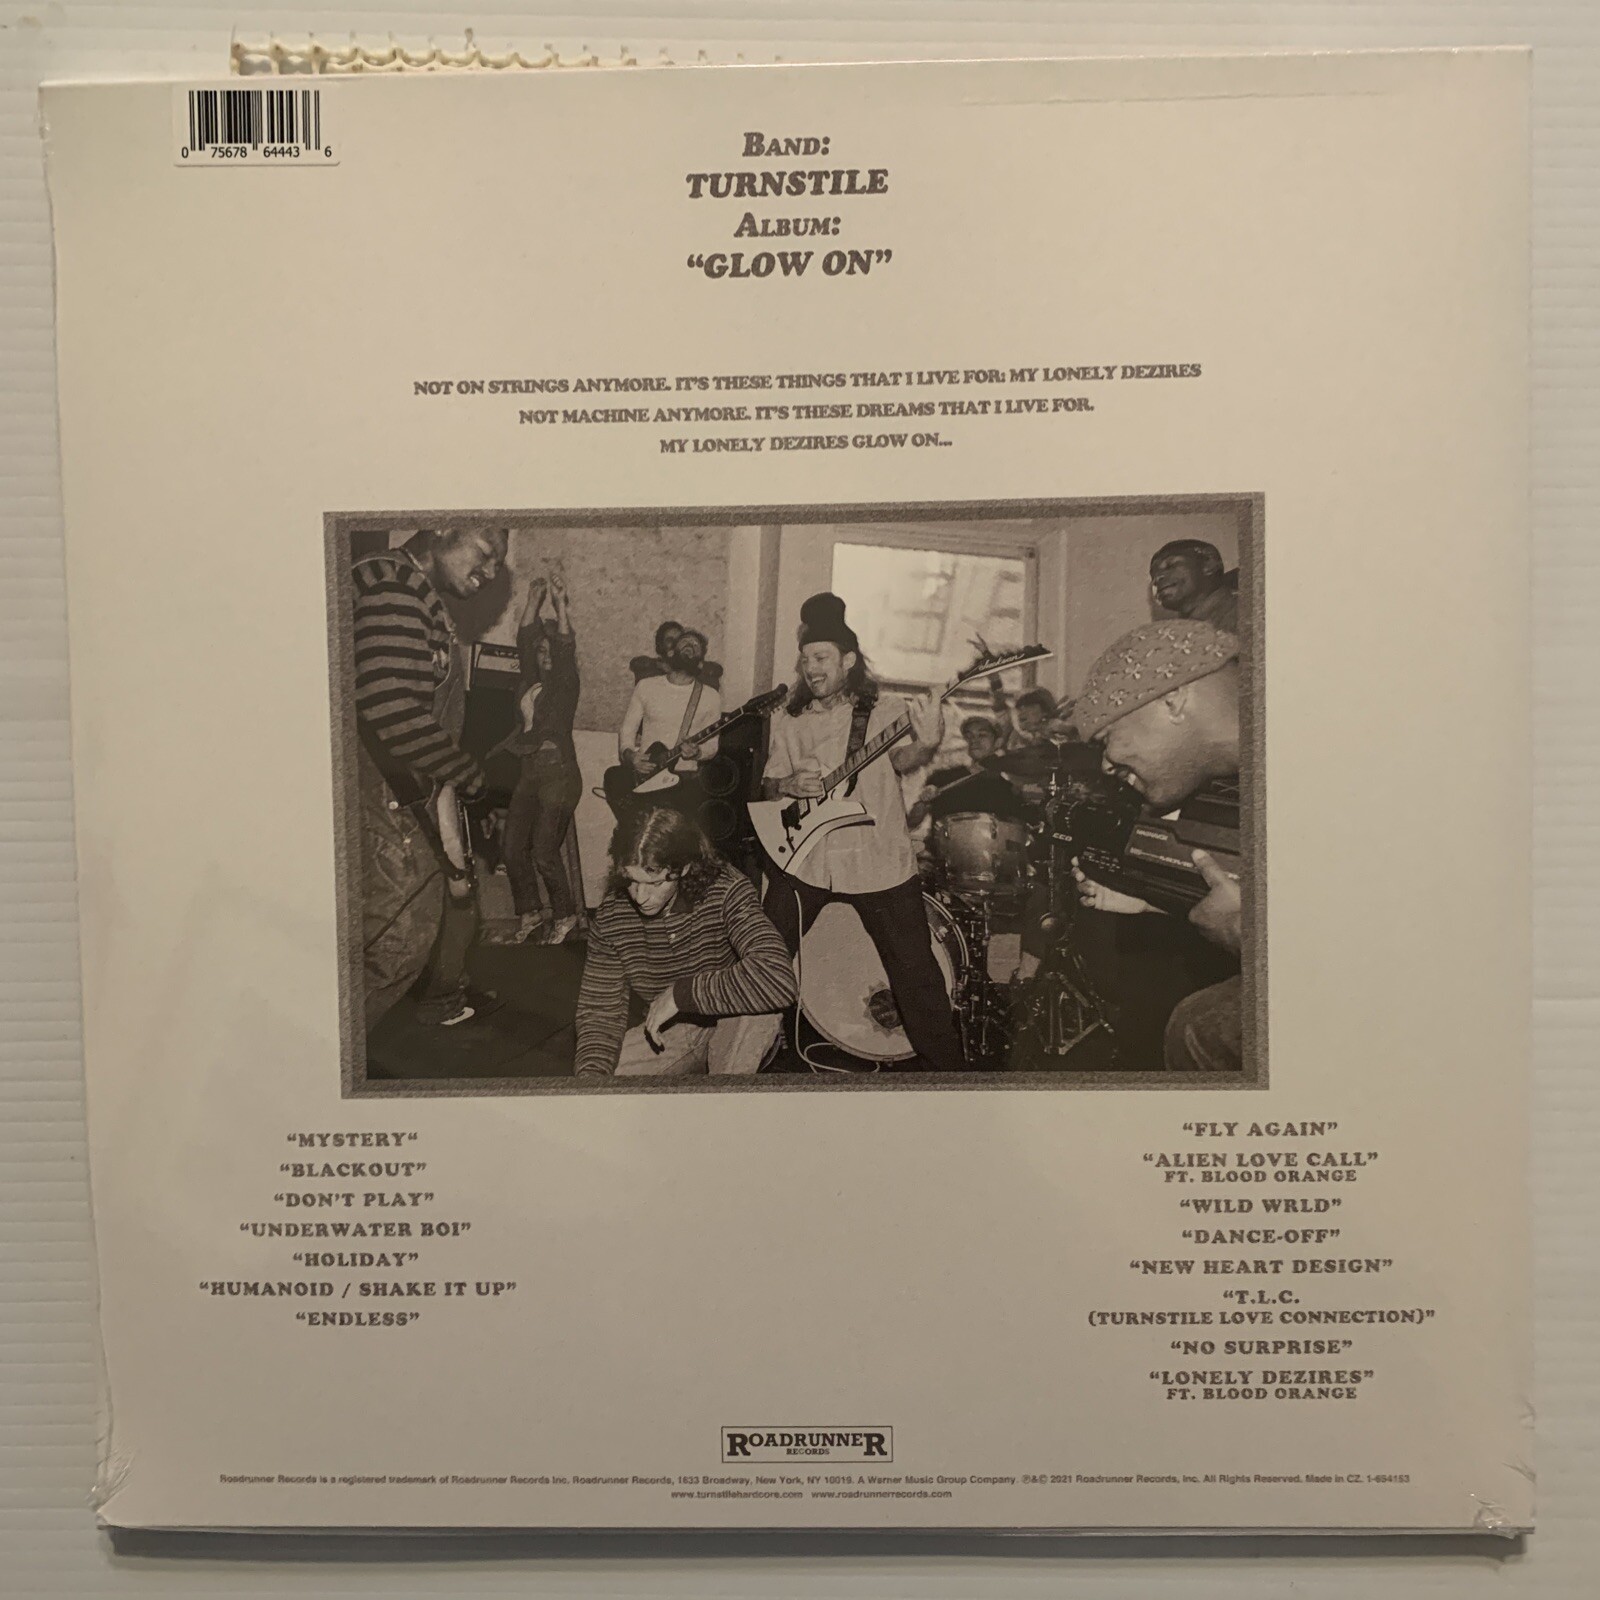 0 75678 64443 6
BAND:
TURNSTILE
ALBUM:
“GLOW ON”
NOT ON STRINGS ANYMORE. IT'S THESE THINGS THAT I LIVE FOR: MY LONELY DEZIRES
NOT MACHINE ANYMORE. IT'S THESE DREAMS THAT I LIVE FOR.
MY LONELY DEZIRES GLOW ON...
Jackson
“MYSTERY“
“BLACKOUT”
“DON'T PLAY”
“UNDERWATER BOI”
“HOLIDAY”
“HUMANOID / SHAKE IT UP”
“ENDLESS”
“FLY AGAIN”
“ALIEN LOVE CALL”
FT. BLOOD ORANGE
“WILD WRLD”
“DANCE-OFF”
“NEW HEART DESIGN”
“T.L.C.
(TURNSTILE LOVE CONNECTION)”
“NO SURPRISE”
“LONELY DEZIRES”
FT. BLOOD ORANGE
ROADRUNNER
RECORDS
Roadrunner Records is a registered trademark of Roadrunner Records Inc. Roadrunner Records, 1633 Broadway, New York, NY 10019. A Warner Music Group Company. ℗&© 2021 Roadrunner Records, Inc. All Rights Reserved. Made in CZ. 1-694153
www.turnstilehardcore.com www.roadrunnerrecords.com